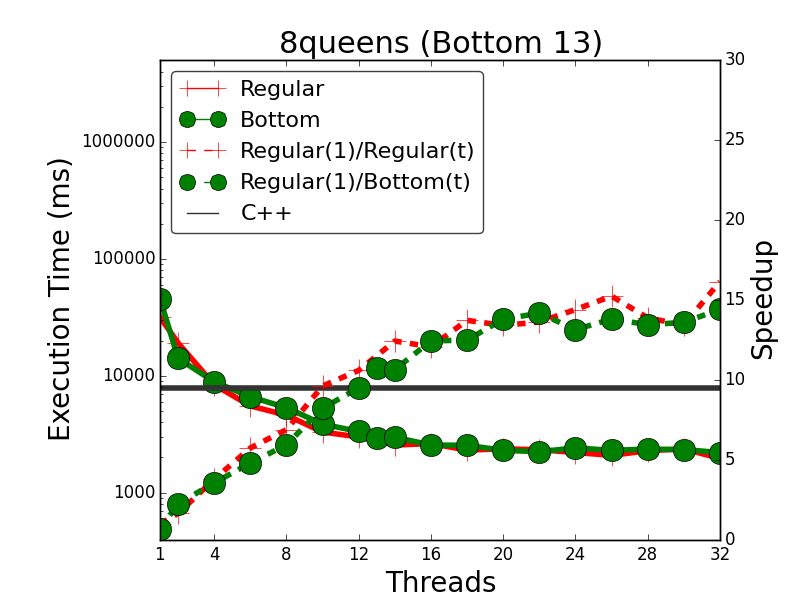 8queens (Bottom 13)
Regular
Bottom
Regular(1)/Regular(t)
Regular(1)/Bottom(t)
C++
Execution Time (ms)
1000000
100000
10000
1000
30
25
20
15
10
5
0
Speedup
1 4 8 12 16 20 24 28 32
Threads